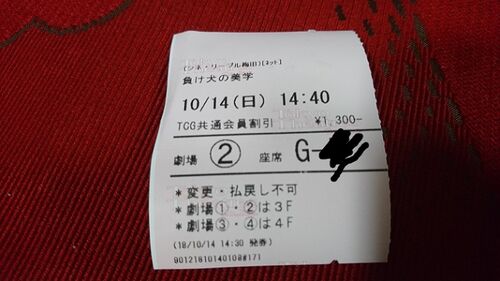 (シネ・リーブル梅田)[ネット]
負け犬の美学
10/14(日) 14:40
TCG共通会員割引 ¥1,300-
劇場 ② 座席 G-
*変更・払戻し不可
*劇場①・②は3F
*劇場③・④は4F
(18/10/14 14:30 発券)